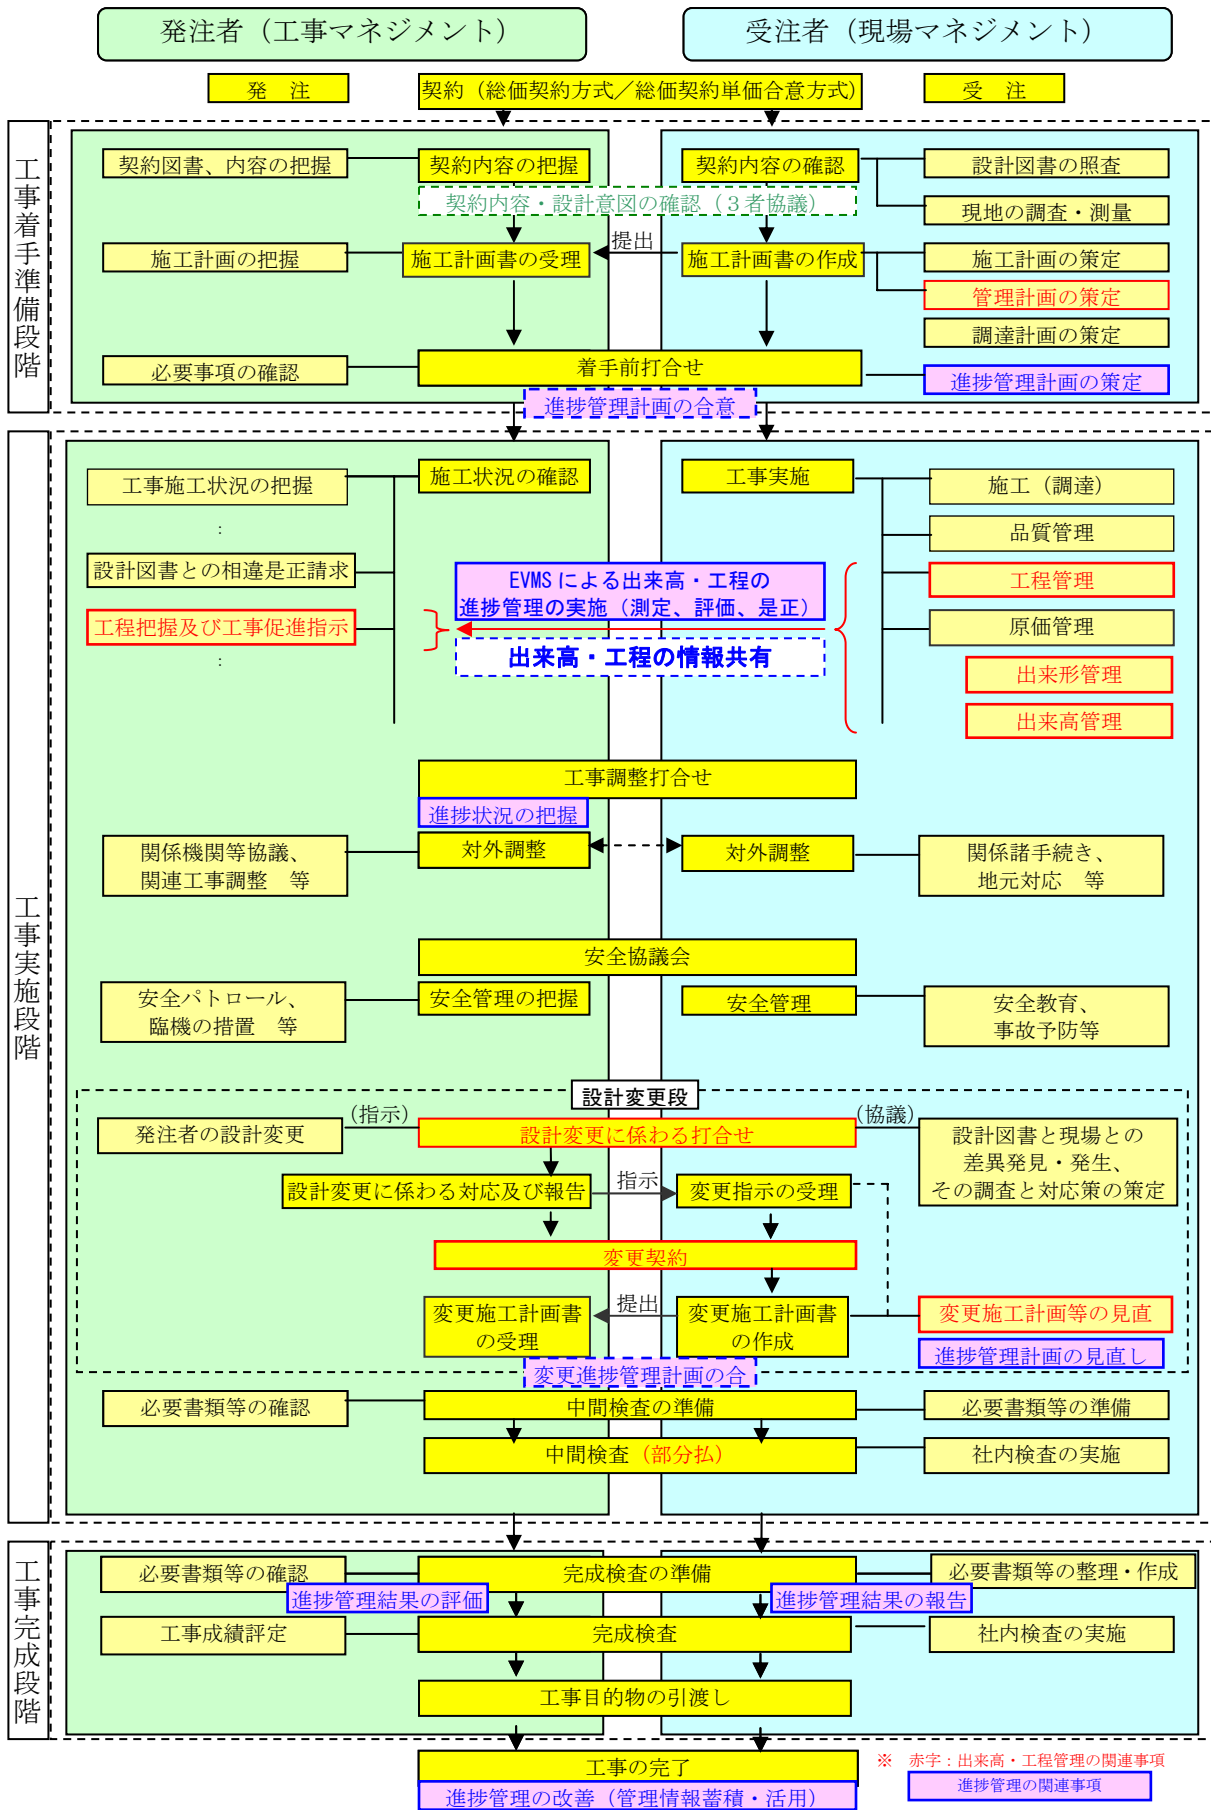 発注者（工事マネジメント）
受注者（現場マネジメント）
発　注
契約（総価契約方式／総価契約単価合意方式）
受　注
工事着手準備段階
契約図書、内容の把握
契約内容の把握
契約内容の確認
設計図書の照査
契約内容・設計意図の確認（３者協議）
現地の調査・測量
施工計画の把握
施工計画書の受理
提出
施工計画書の作成
施工計画の策定
管理計画の策定
調達計画の策定
必要事項の確認
着手前打合せ
進捗管理計画の策定
進捗管理計画の合意
工事実施段階
工事施工状況の把握
施工状況の確認
工事実施
施工（調達）
：
品質管理
設計図書との相違是正請求
EVMSによる出来高・工程の
進捗管理の実施（測定、評価、是正）
工程管理
工程把握及び工事促進指示
原価管理
：
出来高・工程の情報共有
出来形管理
出来高管理
工事調整打合せ
進捗状況の把握
関係機関等協議、
関連工事調整　等
対外調整
対外調整
関係諸手続き、
地元対応　等
安全協議会
安全パトロール、
臨機の措置　等
安全管理の把握
安全管理
安全教育、
事故予防等
設計変更段
発注者の設計変更
（指示）
設計変更に係わる打合せ
（協議）
設計図書と現場との
差異発見・発生、
その調査と対応策の策定
設計変更に係わる対応及び報告
指示
変更指示の受理
変更契約
変更施工計画書
の受理
提出
変更施工計画書
の作成
変更施工計画等の見直
進捗管理計画の見直し
変更進捗管理計画の合
必要書類等の確認
中間検査の準備
必要書類等の準備
中間検査（部分払）
社内検査の実施
工事完成段階
必要書類等の確認
完成検査の準備
必要書類等の整理・作成
進捗管理結果の評価
進捗管理結果の報告
工事成績評定
完成検査
社内検査の実施
工事目的物の引渡し
工事の完了
進捗管理の改善（管理情報蓄積・活用）
※　赤字：出来高・工程管理の関連事項
進捗管理の関連事項